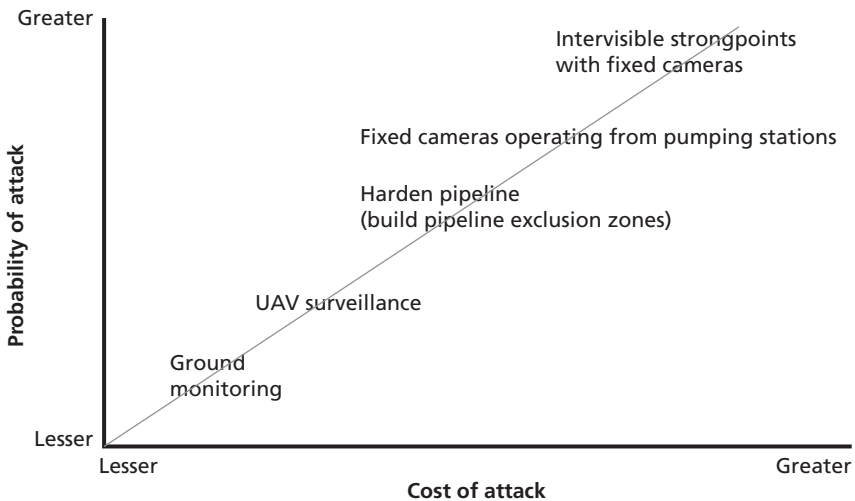 Greater
Intervisible strongpoints
with fixed cameras
Fixed cameras operating from pumping stations
Harden pipeline
(build pipeline exclusion zones)
Probability of attack
UAV surveillance
Ground
monitoring
Lesser
Lesser
Greater
Cost of attack